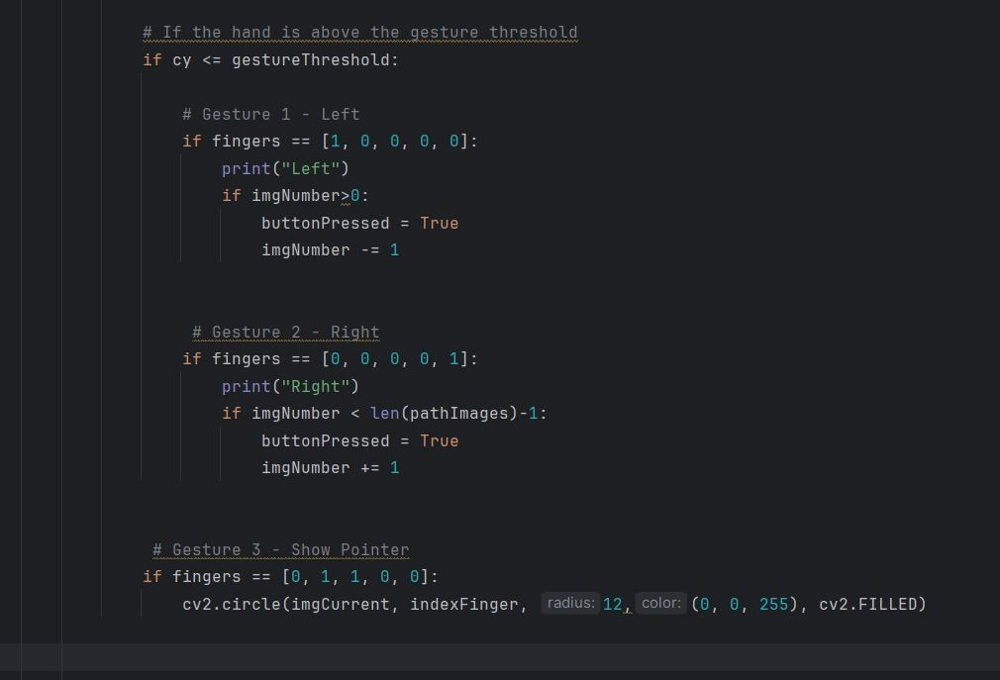 # If the hand is above the gesture threshold
if cy <= gestureThreshold:
# Gesture 1 - Left
if fingers == [1, 0, 0, 0, 0]:
print("Left")
if imgNumber>0:
buttonPressed = True
imgNumber -= 1
# Gesture 2 - Right
if fingers == [0, 0, 0, 0, 1]:
print("Right")
if imgNumber < len(pathImages)-1:
buttonPressed = True
imgNumber += 1
# Gesture 3 - Show Pointer
if fingers == [0, 1, 1, 0, 0]:
cv2.circle(imgCurrent, indexFinger, radius: 12, color: (0, 0, 255), cv2.FILLED)